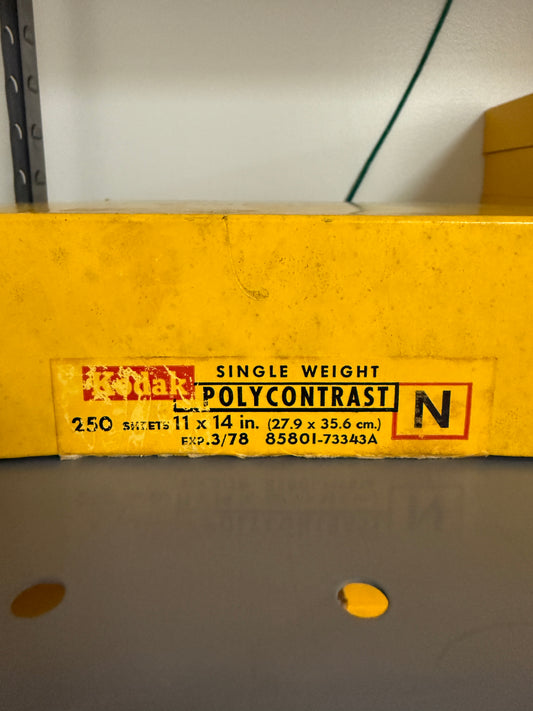 Kodak
SINGLE WEIGHT
POLYCONTRAST
N
250 SHEETS 11 x 14 in. (27.9 x 35.6 cm.)
EXP. 3/78 85801-73343A